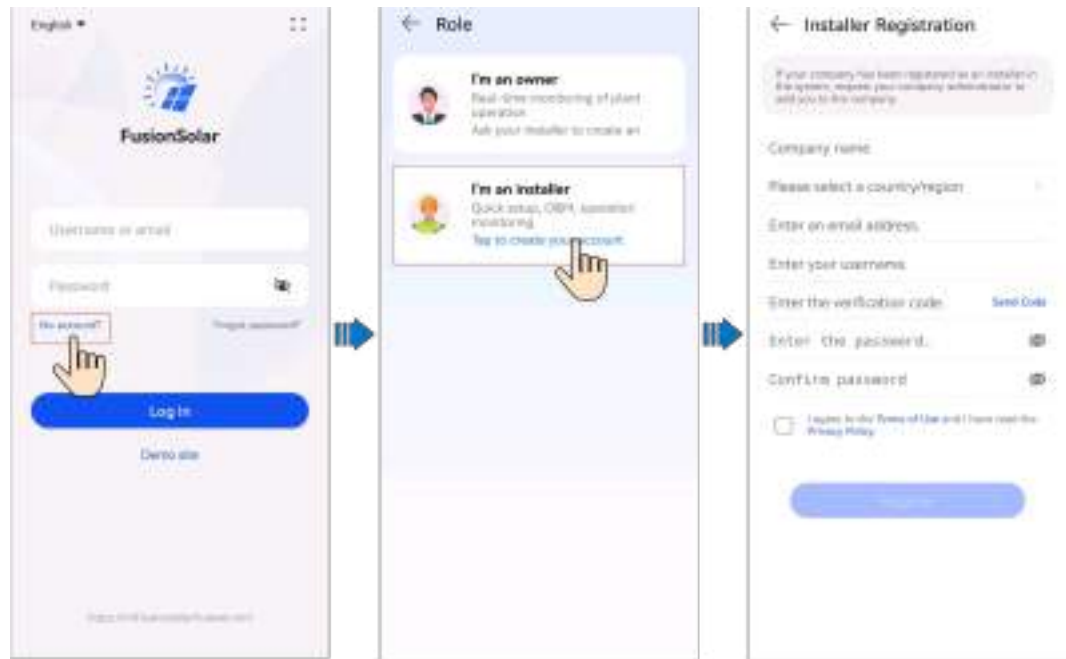 English
FusionSolar
Username or email
Password
No account?
Forgot password?
Log In
Demo site
Role
I'm an owner
Real-time monitoring of plant
operation
Ask your installer to create an
I'm an installer
Quick setup, O&M, operation
monitoring
Tap to create your account
Installer Registration
If your company has been registered as an installer in
the system, request your company administrator to
add you to the company.
Company name
Please select a country/region
Enter an email address.
Enter your username
Enter the verification code. Send Code
Enter the password.
Confirm password
I agree to the Terms of Use and I have read the
Privacy Policy